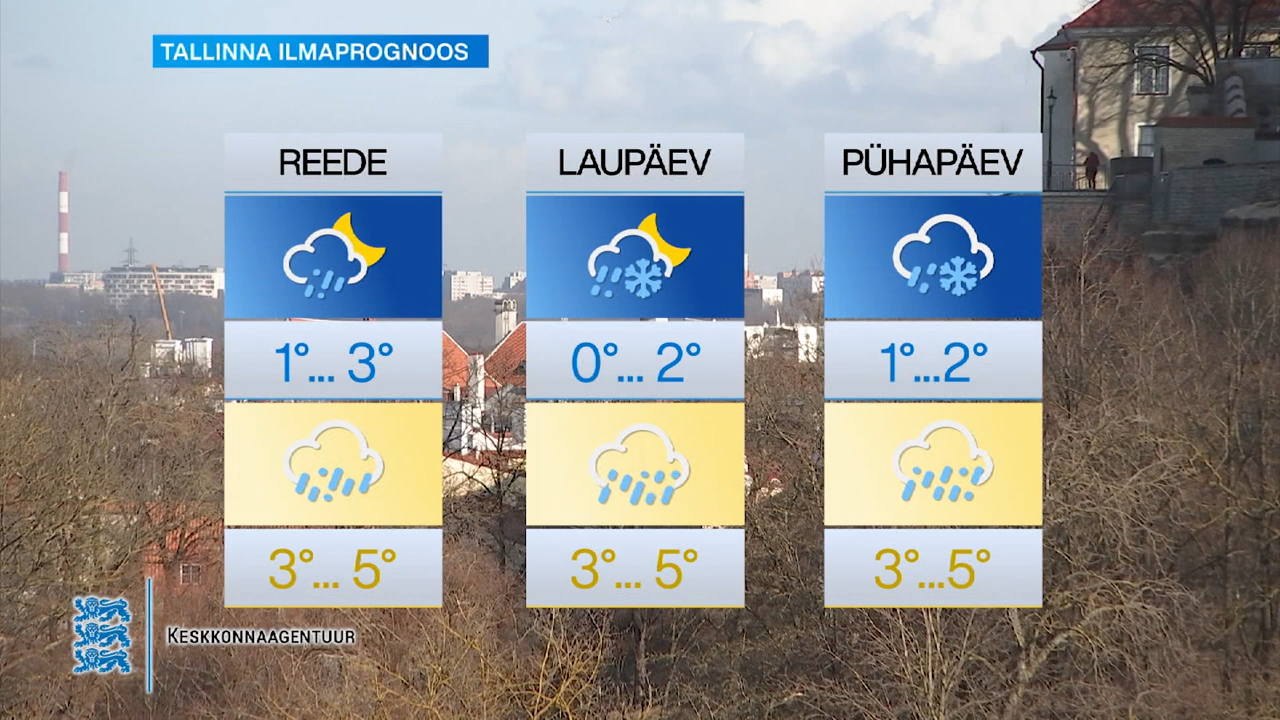 TALLINNA ILMAPROGNOOS
REEDE
LAUPÄEV
PÜHAPÄEV
1°... 3°
0°... 2°
1°...2°
3°... 5°
3°... 5°
3°...5°
KESKKONNAAGENTUUR